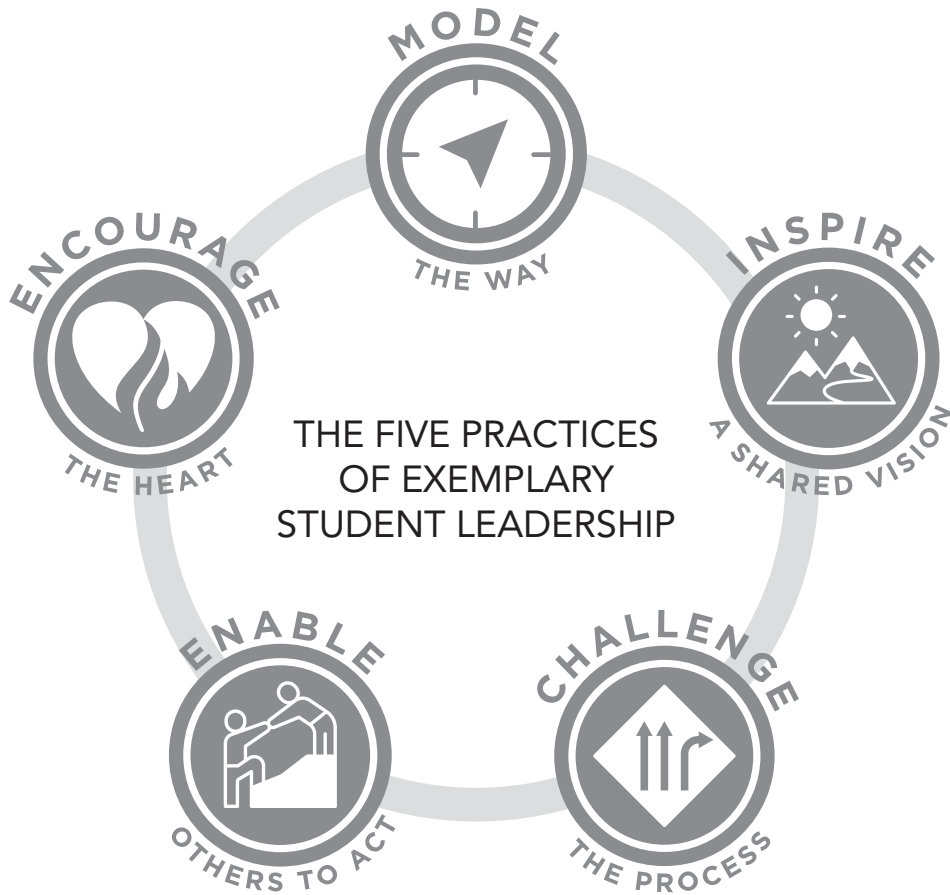 MODEL
THE WAY
INSPIRE
A SHARED VISION
CHALLENGE
THE PROCESS
ENABLE
OTHERS TO ACT
ENCOURAGE
THE HEART
THE FIVE PRACTICES
OF EXEMPLARY
STUDENT LEADERSHIP